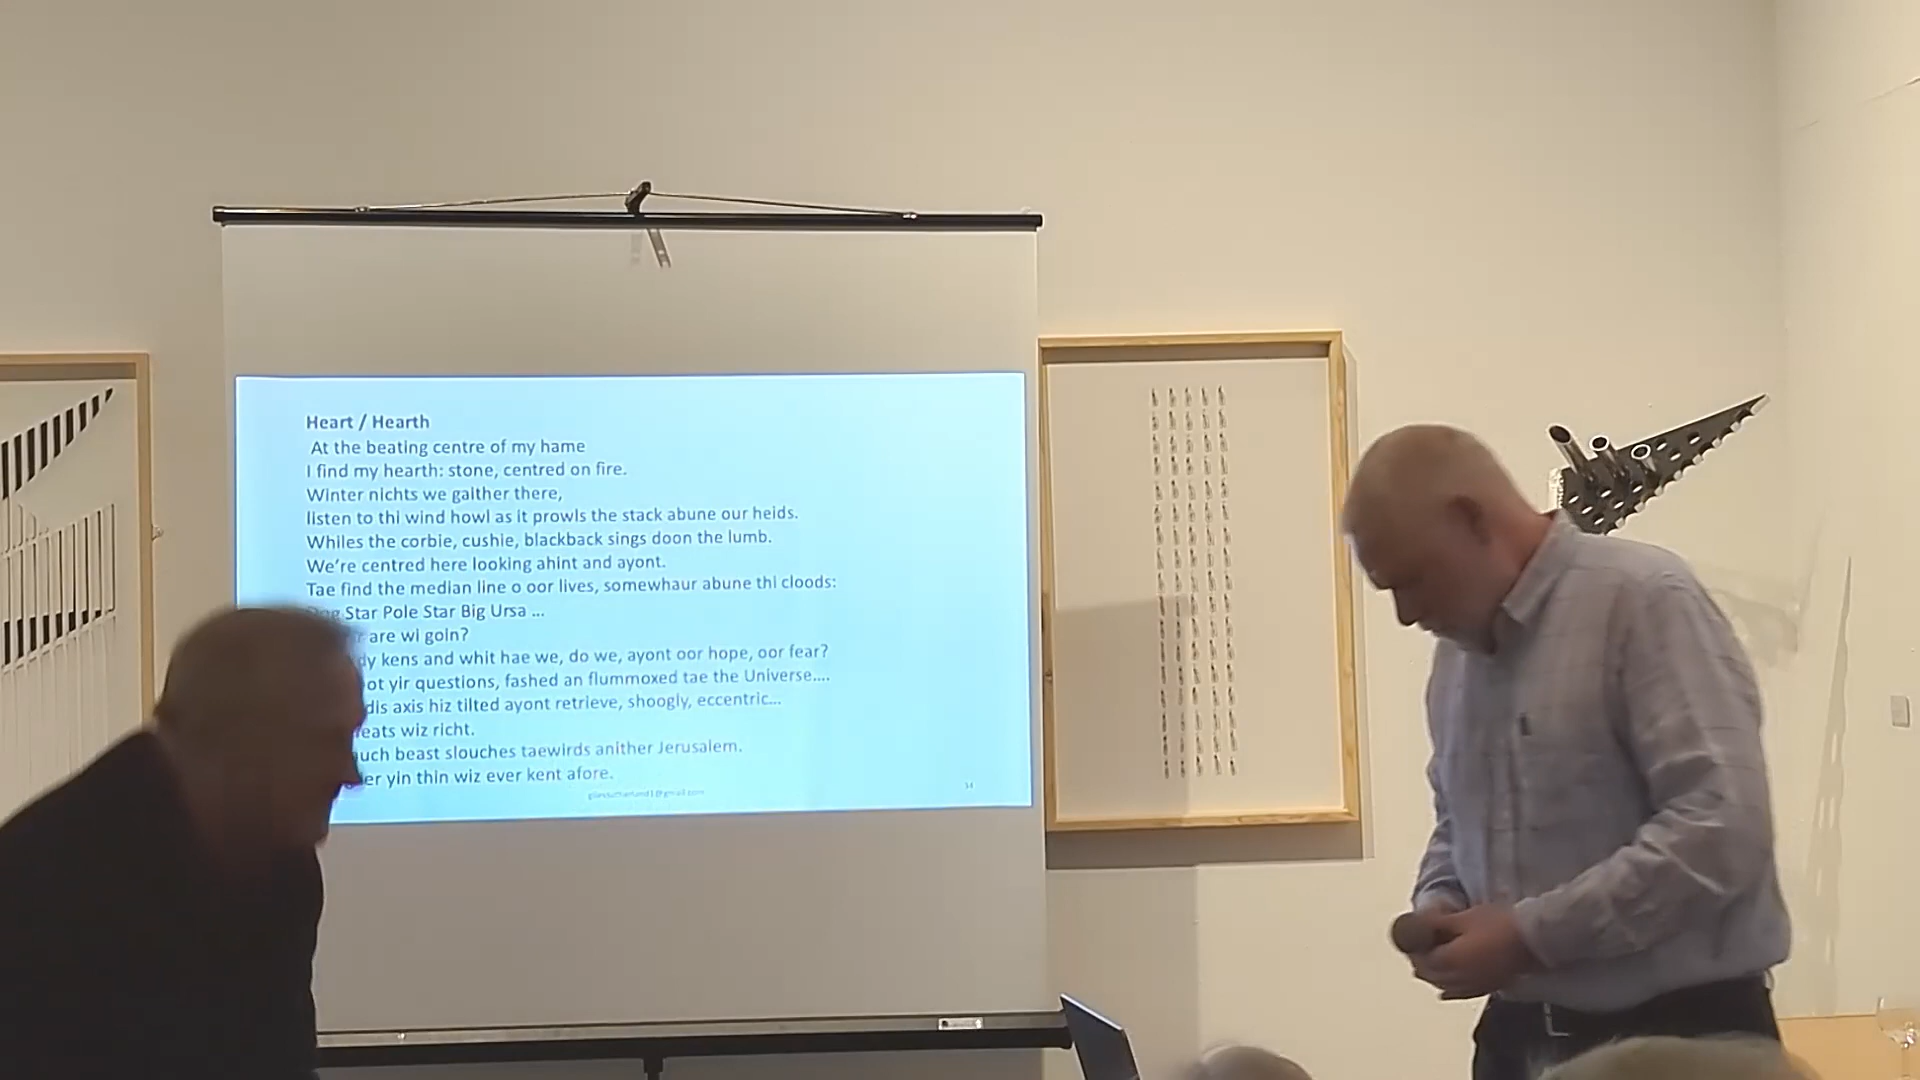 Heart / Hearth
At the beating centre of my hame
I find my hearth: stone, centred on fire.
Winter nichts we gaither there,
listen to thi wind howl as it prowls the stack abune our heids.
Whiles the corbie, cushie, blackback sings doon the lumb.
We're centred here looking ahint and ayont.
Tae find the median line o oor lives, somewhaur abune thi cloods:
Star Pole Star Big Ursa ...
are wi goin?
kens and whit hae we, do we, ayont oor hope, oor fear?
yir questions, fashed an flummoxed tae the Universe....
axis hiz tilted ayont retrieve, shoogly, eccentric...
wiz richt.
beast slouches taewirds anither Jerusalem.
yin thin wiz ever kent afore.